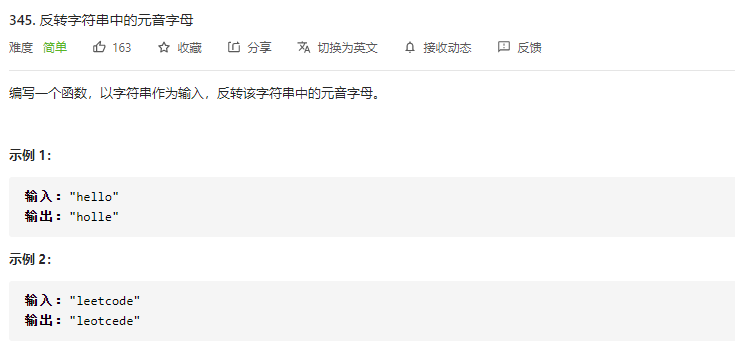 345. 反转字符串中的元音字母
难度 简单 163 收藏 分享 切换为英文 接收动态 反馈
编写一个函数，以字符串作为输入，反转该字符串中的元音字母。
示例 1：
输入："hello"
输出："holle"
示例 2：
输入："leetcode"
输出："leotcede"